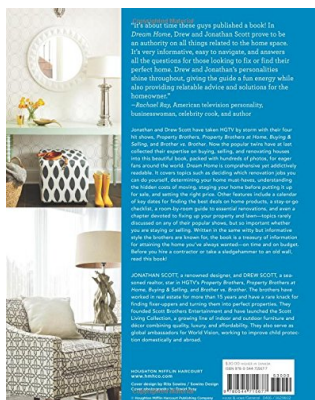 "It's about time these guys published a book! In
Dream Home, Drew and Jonathan Scott prove to
be an authority on all things related to the home space.
It's very informative, easy to navigate, and answers
all the questions for those looking to fix or find their
perfect home. Drew and Jonathan's personalities
shine throughout, giving the guide a fun energy while
also providing relatable advice and solutions for the
homeowner."
—Rachael Ray, American television personality,
businesswoman, celebrity cook, and author
Jonathan and Drew Scott have taken HGTV by storm with their four
hit shows, Property Brothers, Property Brothers at Home, Buying &
Selling, and Brother vs. Brother. Now the popular twins have at last
collected their expertise on buying, selling, and renovating houses
into this beautiful book, packed with hundreds of photos, for eager
fans around the world. Dream Home is comprehensive yet addictively
readable. It covers topics such as deciding which renovation jobs you
can do yourself, determining your home must-haves, understanding
the hidden costs of moving, staging your home before putting it up
for sale, and setting the right price. Other features include a calendar
of key dates for finding the best deals on home products, a stay-or-go
checklist, a room-by-room guide to essential renovations, and even a
chapter devoted to fixing up your property and lawn—topics rarely
discussed on any of their popular shows, but so important whether
you are staying or selling. Written in the same witty but informative
style the brothers are known for, the book is a treasury of information
for attaining the home you've always wanted—on time and on budget.
Before you hire a contractor or take a sledgehammer to an old wall,
read this book!
JONATHAN SCOTT, a renowned designer, and DREW SCOTT, a sea-
soned realtor, star in HGTV's Property Brothers, Property Brothers at
Home, Buying & Selling, and Brother vs. Brother. The brothers have
worked in real estate for more than 15 years and have a rare knack for
finding fixer-uppers and turning them into perfect properties. They
founded Scott Brothers Entertainment and have launched the Scott
Living Collection, a growing line of indoor and outdoor furniture and
décor combining quality, luxury, and affordability. They also serve as
global ambassadors for World Vision, working to improve child protec-
tion domestically and abroad.
HOUGHTON MIFFLIN HARCOURT
www.hmhco.com
Cover design by Rita Sowins / Sowins Design
© Houghton Mifflin Harcourt Publishing Company